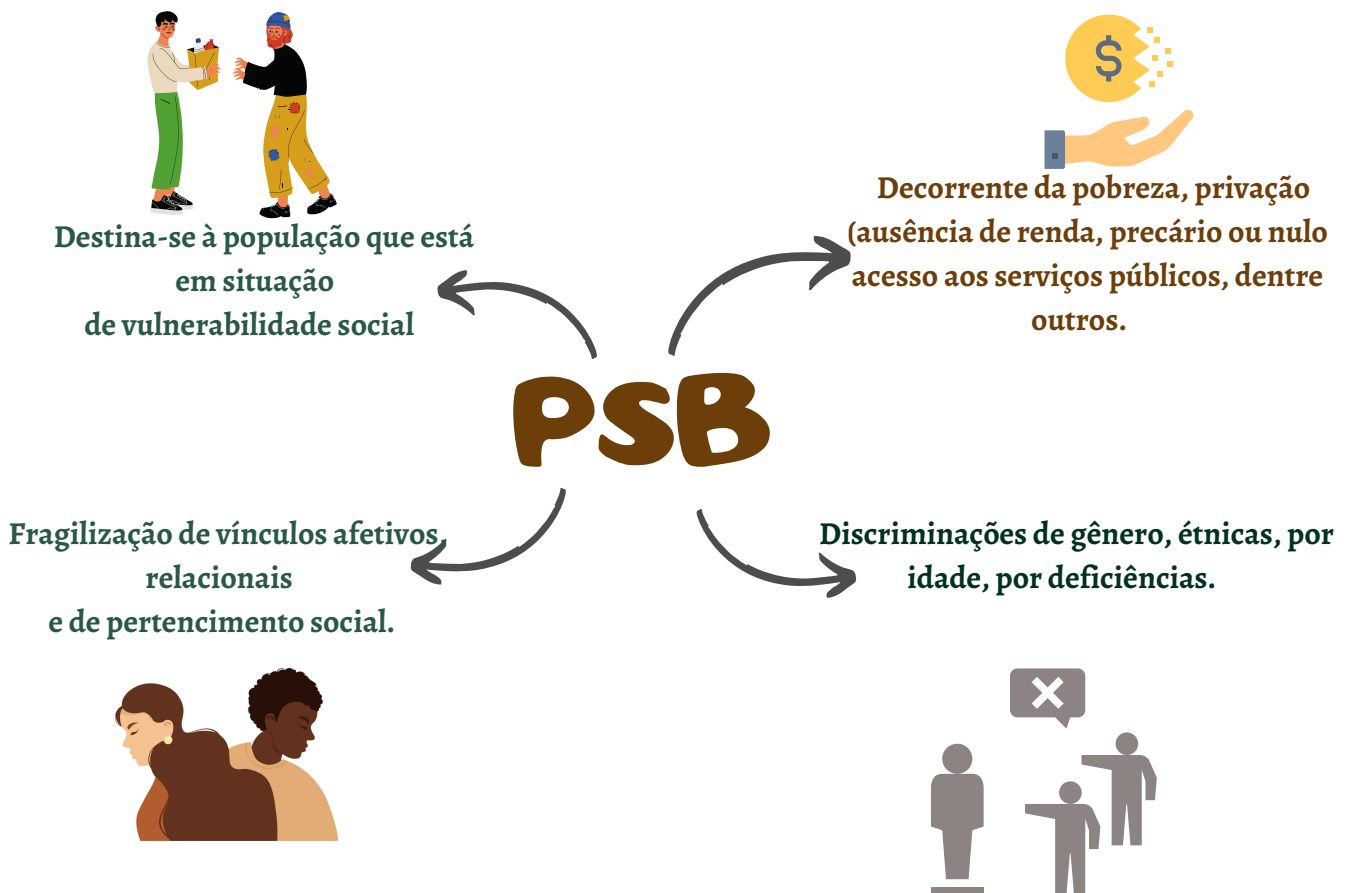 Destina-se à população que está
em situação
de vulnerabilidade social
$
Decorrente da pobreza, privação
(ausência de renda, precário ou nulo
acesso aos serviços públicos, dentre
outros.
PSB
Fragilização de vínculos afetivos,
relacionais
e de pertencimento social.
Discriminações de gênero, étnicas, por
idade, por deficiências.